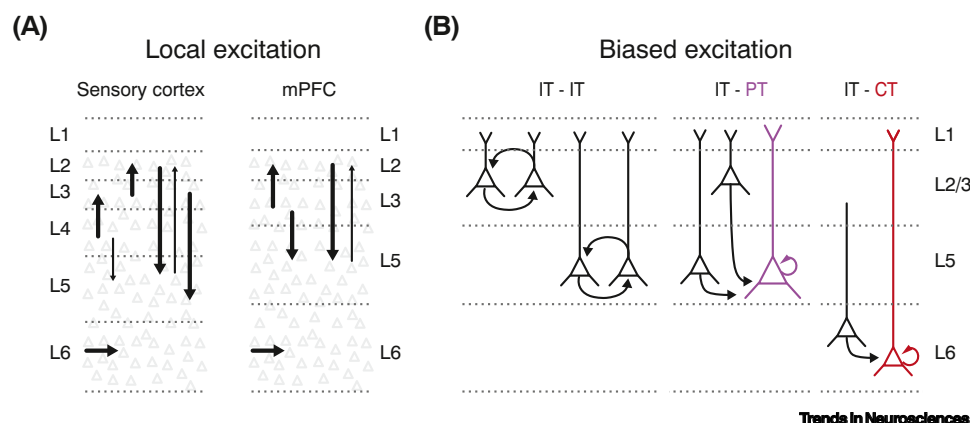 (A)
Local excitation
Sensory cortex
mPFC
L1
L2
L3
L4
L5
L6
L1
L2
L3
L5
L6
(B)
Biased excitation
IT - IT
IT - PT
IT - CT
L1
L2/3
L5
L6
Trends in Neurosciences